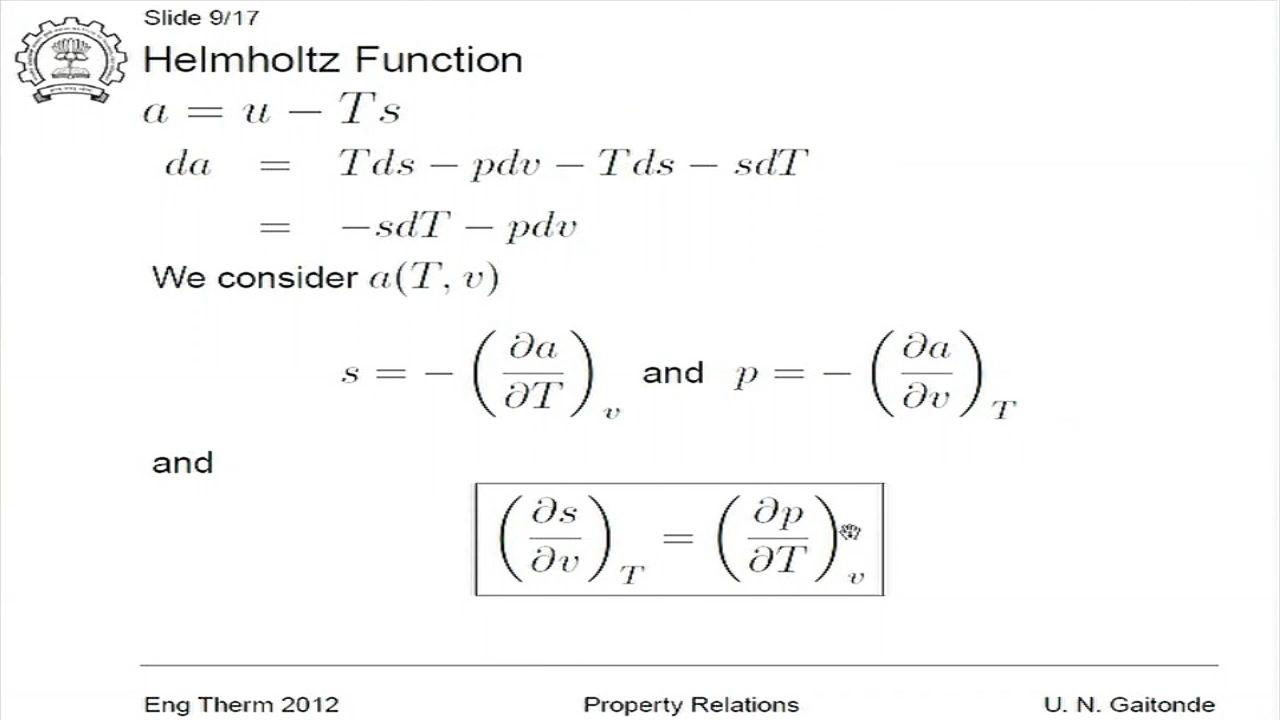 Slide 9/17
Helmholtz Function
a = u − Ts
da = Tds − pdv − Tds − sdT
= −sdT − pdv
We consider a(T, v)
s = − (∂a/∂T)_v and p = − (∂a/∂v)_T
and
(∂s/∂v)_T = (∂p/∂T)_v
Eng Therm 2012 Property Relations U. N. Gaitonde